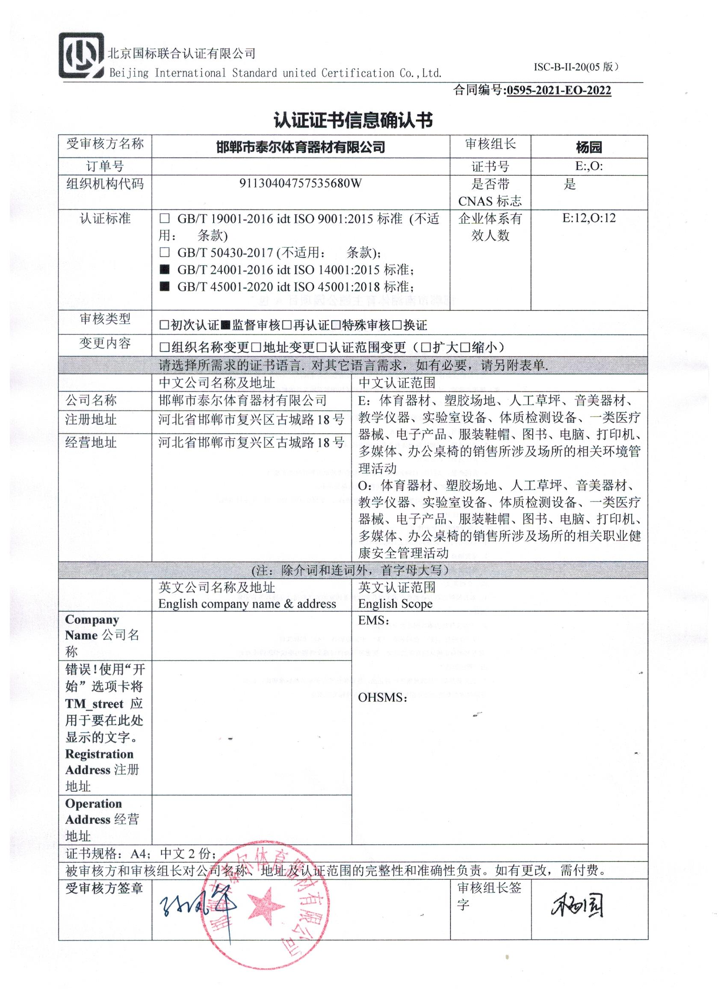 北京国标联合认证有限公司
Beijing International Standard united Certification Co.,Ltd.
ISC-B-II-20(05 版)
合同编号:0595-2021-EO-2022
认证证书信息确认书
受审核方名称 邯郸市泰尔体育器材有限公司 审核组长 杨园
订单号 证书号 E:,O:
组织机构代码 91130404757535680W 是否带 是
CNAS 标志
认证标准 □ GB/T 19001-2016 idt ISO 9001:2015 标准 (不适 企业体系有 E:12,O:12
用: 条款) 效人数
□ GB/T 50430-2017 (不适用: 条款);
■ GB/T 24001-2016 idt ISO 14001:2015 标准;
■ GB/T 45001-2020 idt ISO 45001:2018 标准;
审核类型 □初次认证■监督审核□再认证□特殊审核□换证
变更内容 □组织名称变更□地址变更□认证范围变更（□扩大□缩小）
请选择所需求的证书语言. 对其它语言需求，如有必要，请另附表单.
中文公司名称及地址 中文认证范围
公司名称 邯郸市泰尔体育器材有限公司
注册地址 河北省邯郸市复兴区古城路 18 号
经营地址 河北省邯郸市复兴区古城路 18 号
E：体育器材、塑胶场地、人工草坪、音美器材、
教学仪器、实验室设备、体质检测设备、一类医疗
器械、电子产品、服装鞋帽、图书、电脑、打印机、
多媒体、办公桌椅的销售所涉及场所的相关环境管
理活动
O：体育器材、塑胶场地、人工草坪、音美器材、
教学仪器、实验室设备、体质检测设备、一类医疗
器械、电子产品、服装鞋帽、图书、电脑、打印机、
多媒体、办公桌椅的销售所涉及场所的相关职业健
康安全管理活动
(注：除介词和连词外，首字母大写）
英文公司名称及地址 英文认证范围
English company name & address English Scope
Company
Name 公司名
称
错误!使用“开
始”选项卡将
TM_street 应
用于要在此处
显示的文字。
Registration
Address 注册
地址
Operation
Address 经营
地址
EMS：
OHSMS：
证书规格：A4；中文 2 份；
被审核方和审核组长对公司名称、地址及认证范围的完整性和准确性负责。如有更改，需付费。
受审核方签章 审核组长签 杨园
字
邯郸市泰尔体育器材有限公司